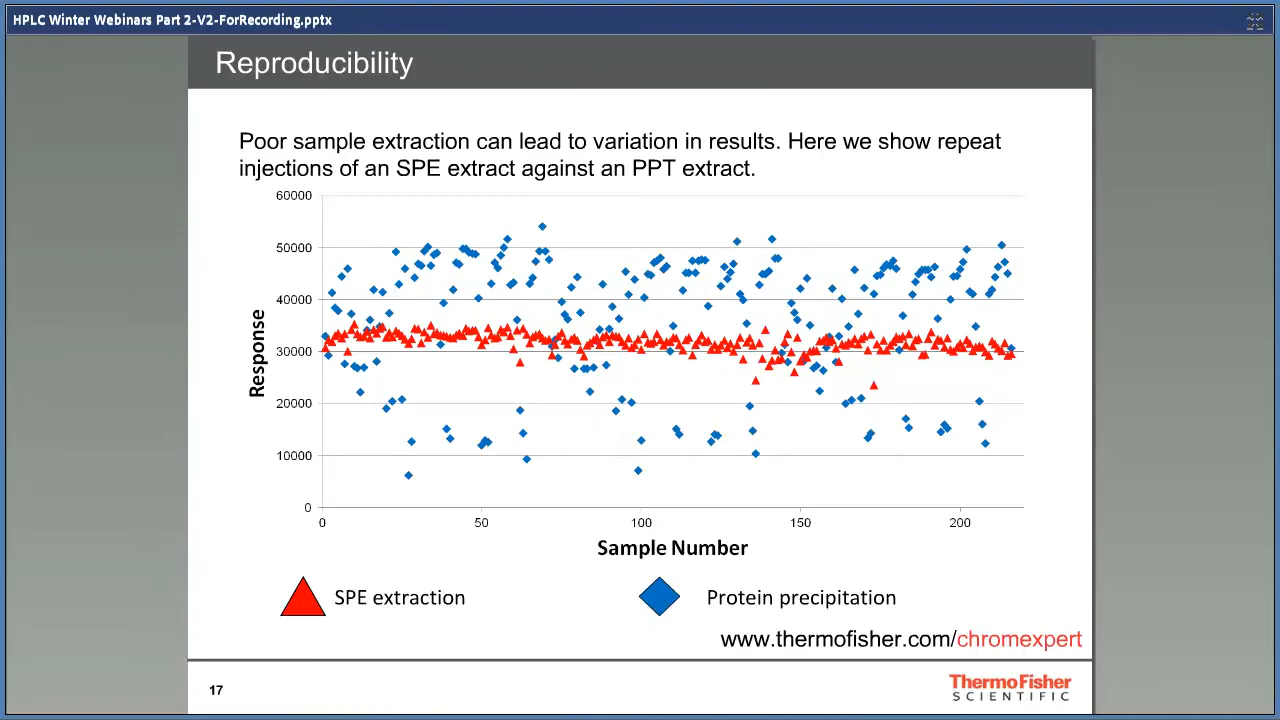 HPLC Winter Webinars Part 2-V2-ForRecording.pptx
Reproducibility
Poor sample extraction can lead to variation in results. Here we show repeat
injections of an SPE extract against an PPT extract.
60000
50000
40000
30000
20000
10000
0
Response
0 50 100 150 200
Sample Number
SPE extraction Protein precipitation
www.thermofisher.com/chromexpert
17
ThermoFisher
SCIENTIFIC